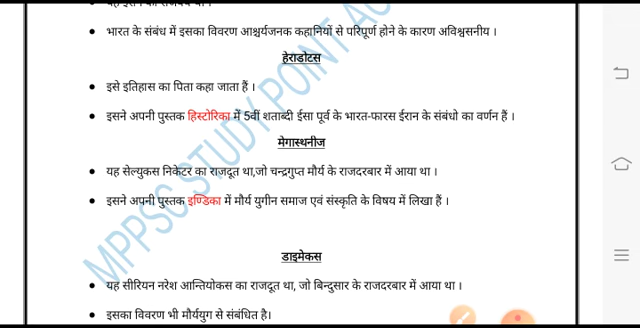 भारत के संबंध में इसका विवरण आश्चर्यजनक कहानियों से परिपूर्ण होने के कारण अविश्वसनीय ।
हेराडोटस
इसे इतिहास का पिता कहा जाता हैं ।
इसने अपनी पुस्तक हिस्टोरिका में 5वीं शताब्दी ईसा पूर्व के भारत-फारस ईरान के संबंधो का वर्णन हैं ।
मेगास्थनीज
यह सेल्युकस निकेटर का राजदूत था,जो चन्द्रगुप्त मौर्य के राजदरबार में आया था ।
इसने अपनी पुस्तक इण्डिका में मौर्य युगीन समाज एवं संस्कृति के विषय में लिखा हैं ।
डाइमेकस
यह सीरियन नरेश आन्तियोकस का राजदूत था, जो बिन्दुसार के राजदरबार में आया था ।
इसका विवरण भी मौर्ययुग से संबंधित है।
MPPSC STUDY POINT